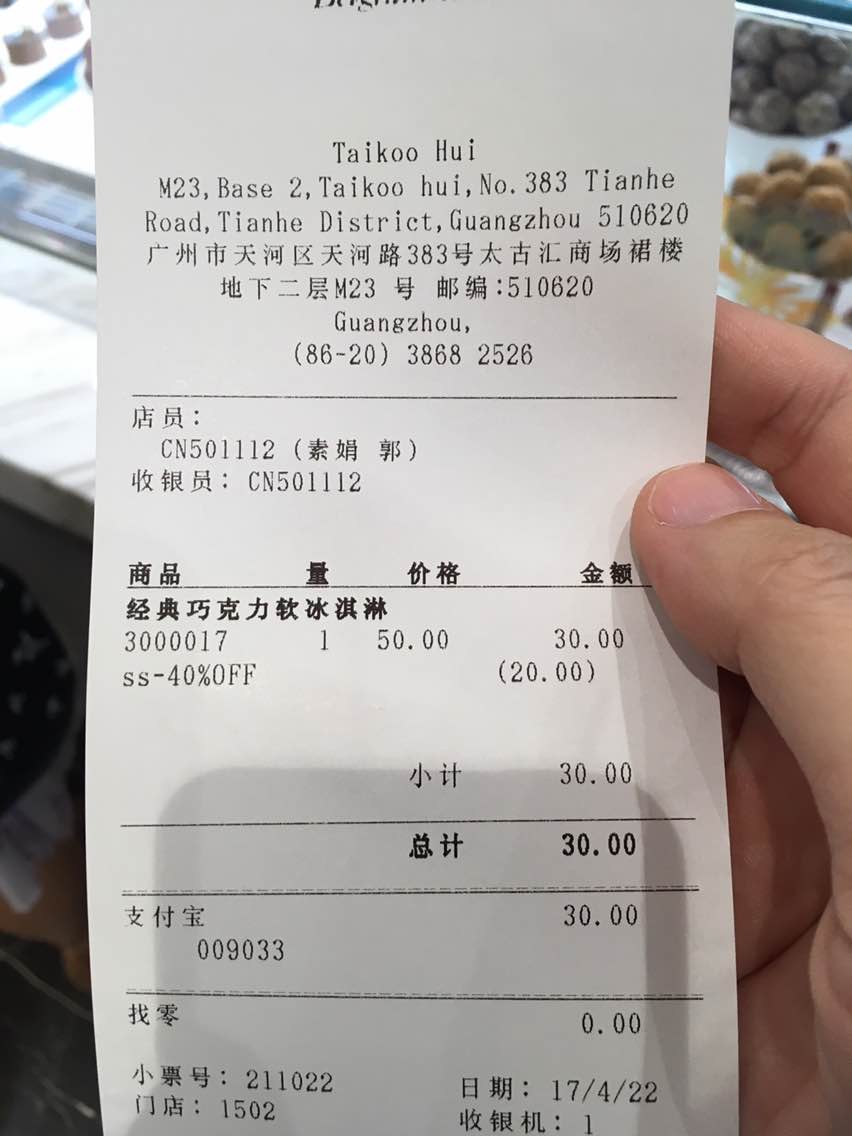 Taikoo Hui
M23,Base 2,Taikoo hui,No.383 Tianhe
Road,Tianhe District,Guangzhou 510620
广州市天河区天河路383号太古汇商场裙楼
地下二层M23 号 邮编:510620
Guangzhou,
(86-20) 3868 2526
店员:
CN501112 (素娟 郭)
收银员: CN501112
商品 量 价格 金额
经典巧克力软冰淇淋
3000017 1 50.00 30.00
ss-40%OFF (20.00)
小计 30.00
总计 30.00
支付宝 30.00
009033
找零 0.00
小票号: 211022 日期: 17/4/22
门店: 1502 收银机: 1